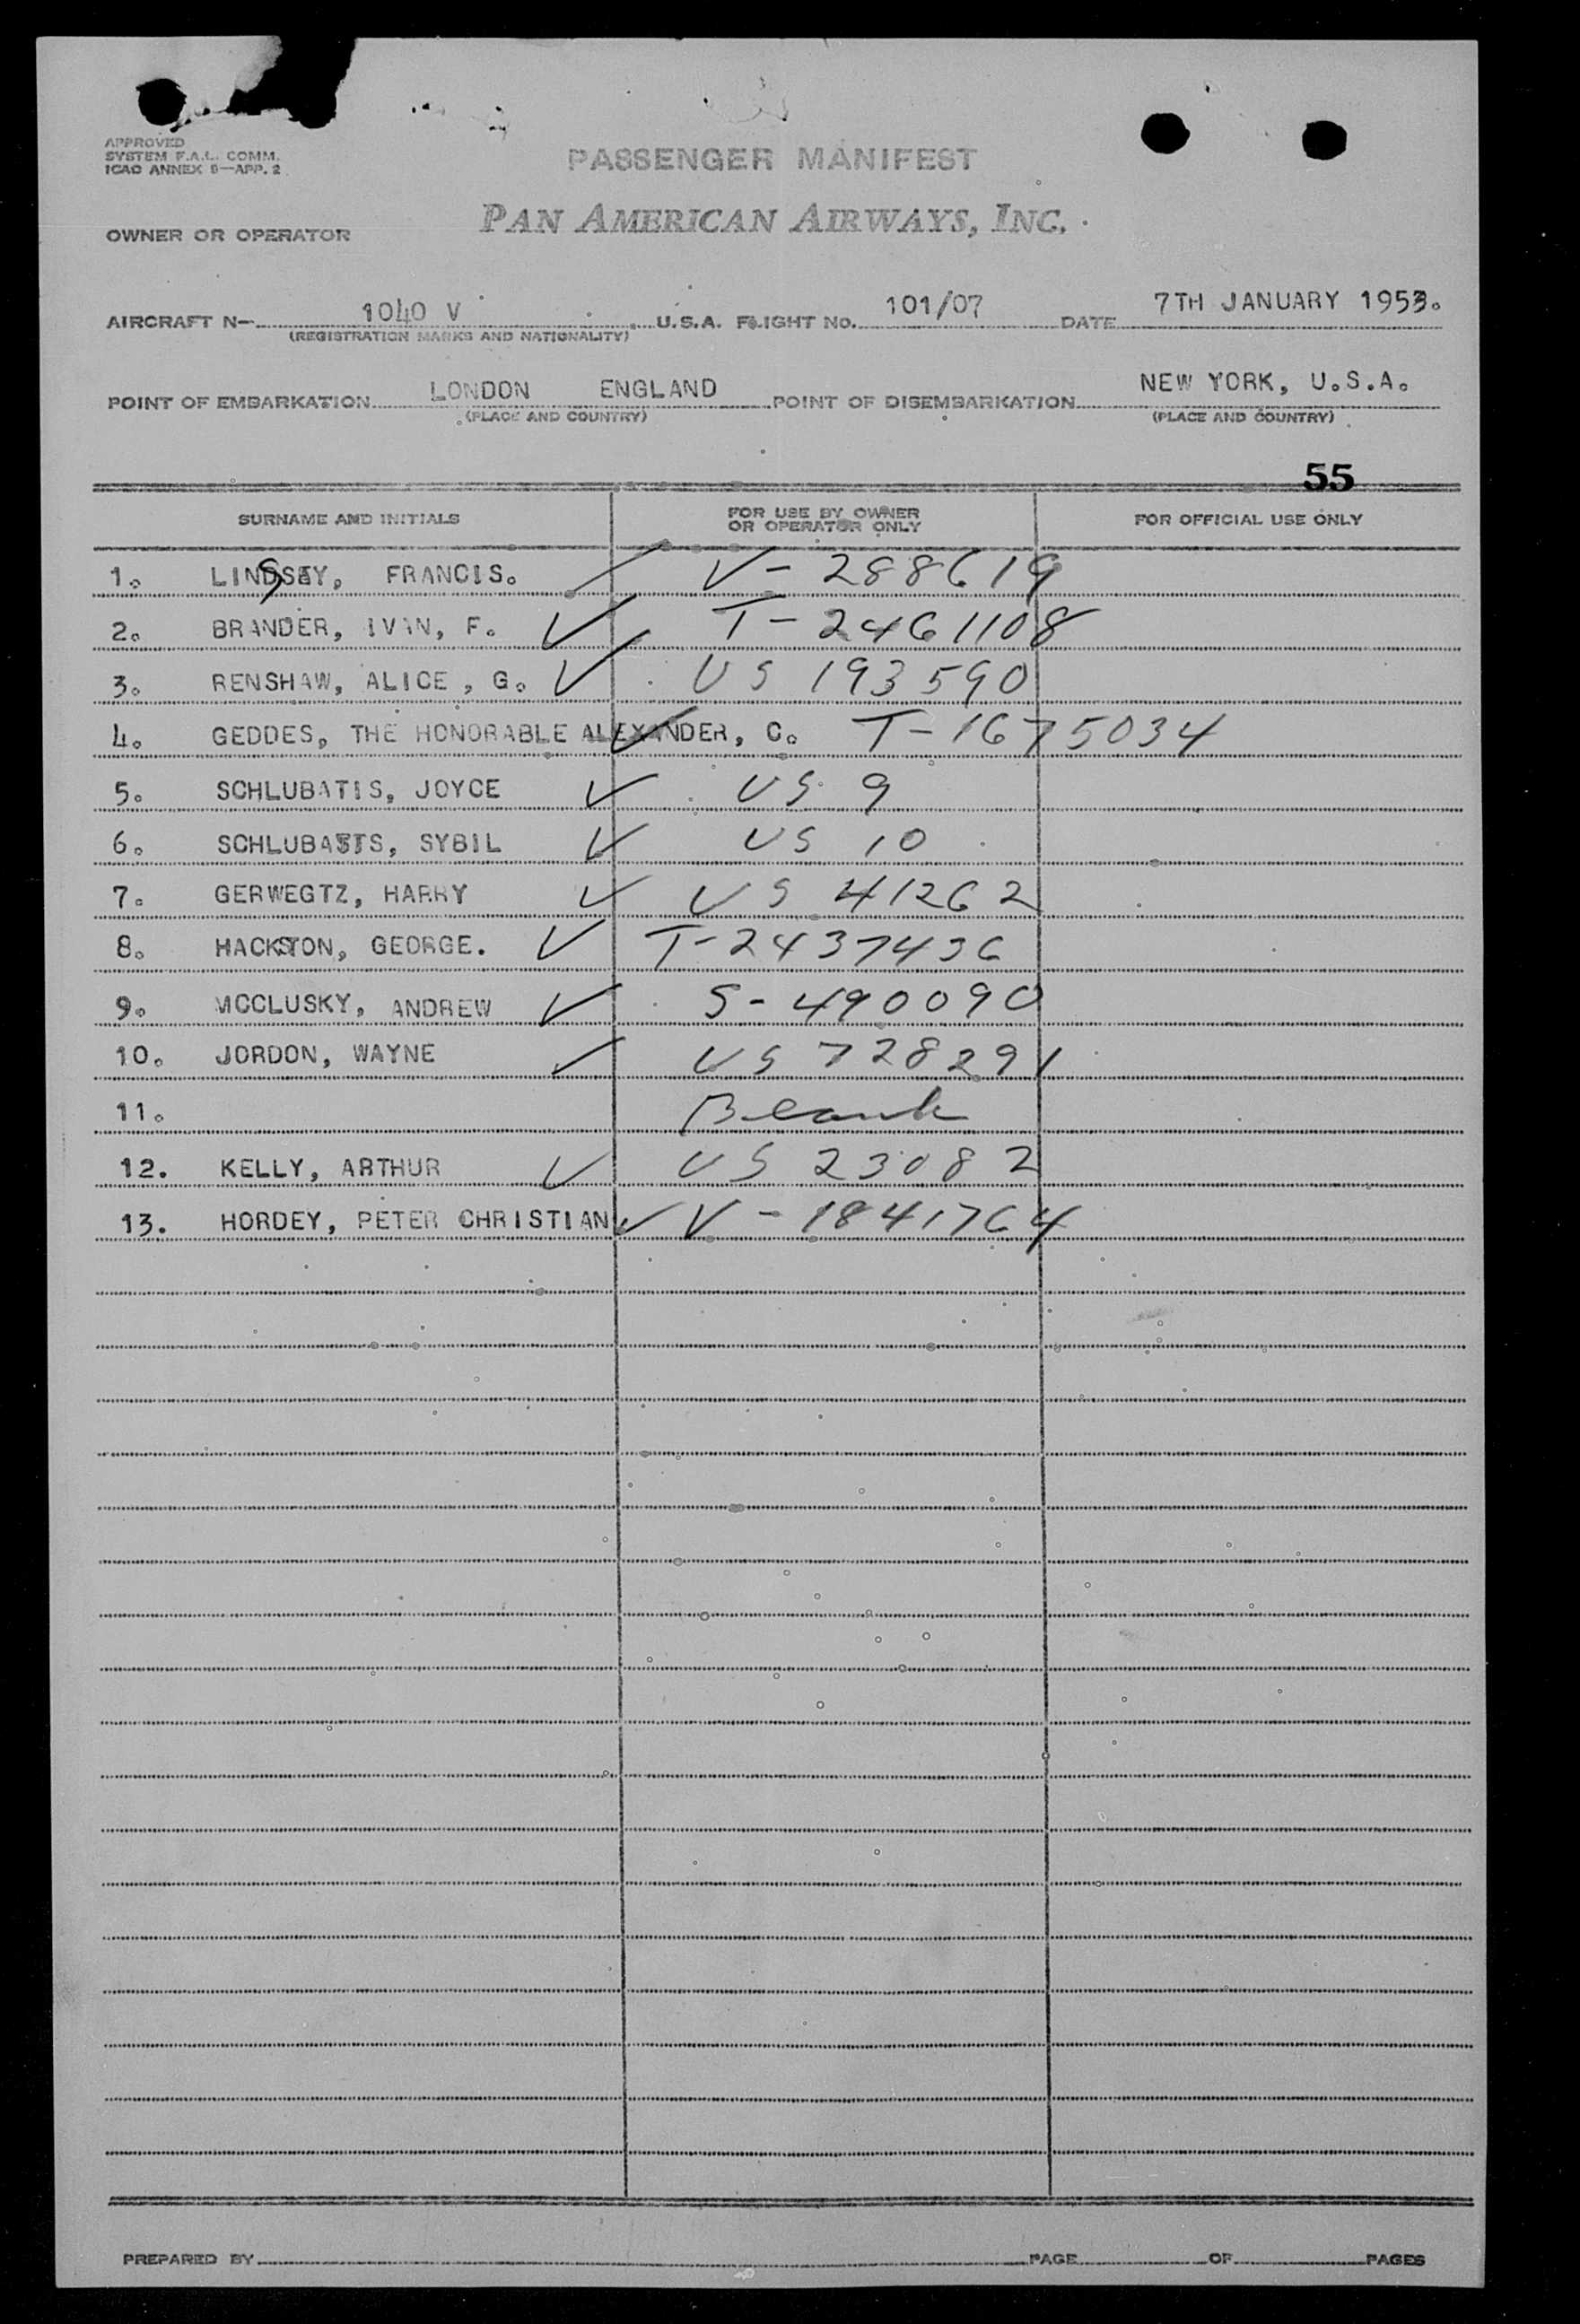 APPROVED
SYSTEM F.A.L. COMM.
ICAO ANNEX 9—APP. 2
PASSENGER MANIFEST
OWNER OR OPERATOR PAN AMERICAN AIRWAYS, INC.
AIRCRAFT N— 1040 V U.S.A. FLIGHT NO. 101/07 DATE 7TH JANUARY 1953.
(REGISTRATION MARKS AND NATIONALITY)
POINT OF EMBARKATION LONDON ENGLAND POINT OF DISEMBARKATION NEW YORK, U.S.A.
(PLACE AND COUNTRY) (PLACE AND COUNTRY)
55
SURNAME AND INITIALS FOR USE BY OWNER OR OPERATOR ONLY FOR OFFICIAL USE ONLY
1. FRANCIS. V- 288619
2. BRANDER, IVAN, F. ✓ T- 2461108
3. RENSHAW, ALICE, G. ✓ US 193590
4. GEDDES, THE HONORABLE ALEXANDER, C. ✓ T-1675034
5. SCHLUBATIS, JOYCE ✓ US 9
6. SYBIL ✓ US 10
7. GERWEGTZ, HARRY ✓ US 41262
8. HACKSTON, GEORGE. ✓ T-2437436
9. MCCLUSKY, ANDREW ✓ S- 490090
10. JORDON, WAYNE ✓ US 728291
11. Blank
12. KELLY, ARTHUR ✓ US 23082
13. HORDEY, PETER CHRISTIAN ✓ V- 1841764
PREPARED BY PAGE OF PAGES